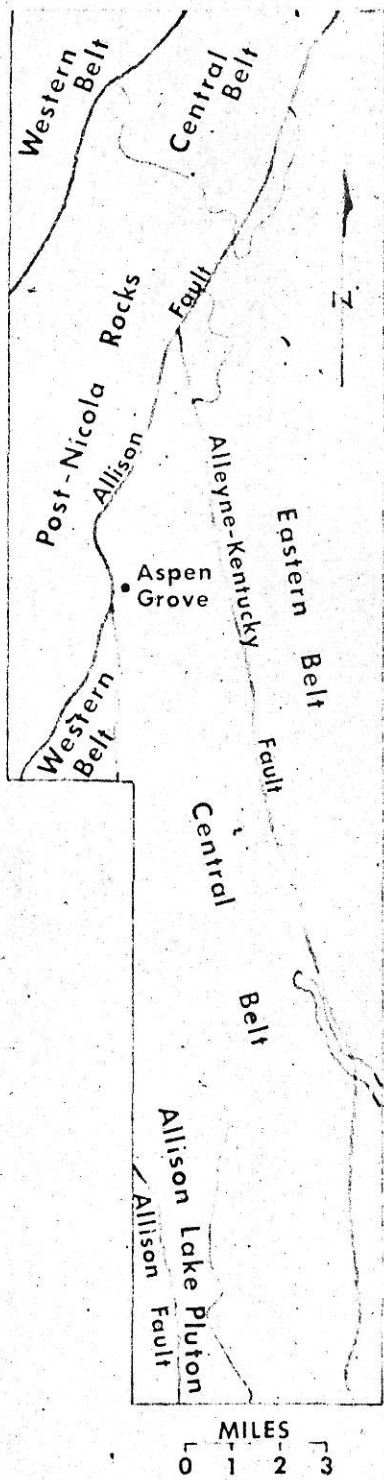 Western
Belt
Central
Belt
Post-Nicola Rocks
Allison
Fault
N
Alleyne-Kentucky
Fault
Eastern Belt
Aspen
Grove
Western
Belt
Central
Belt
Allison Lake Pluton
Allison Fault
MILES
0 1 2 3